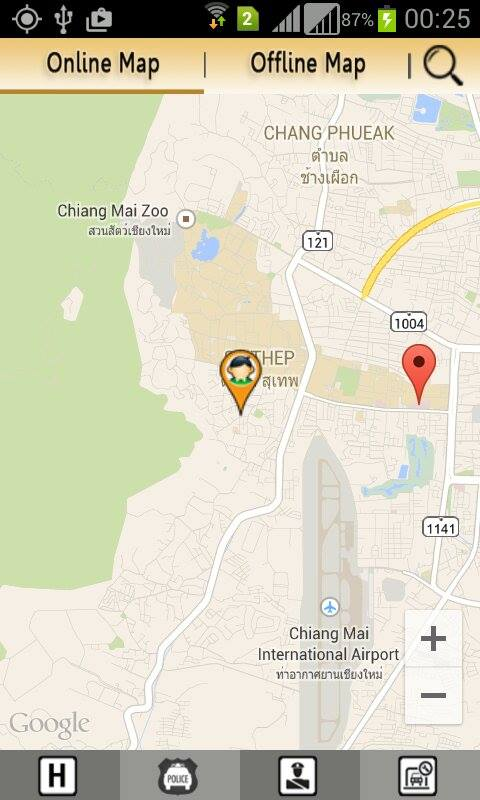 2
87%
00:25
Online Map
Offline Map
CHANG PHUEAK
ตำบล
ช้างเผือก
Chiang Mai Zoo
สวนสัตว์เชียงใหม่
121
1004
THEP
สุเทพ
1141
Chiang Mai
International Airport
ท่าอากาศยานเชียงใหม่
Google
H
POLICE